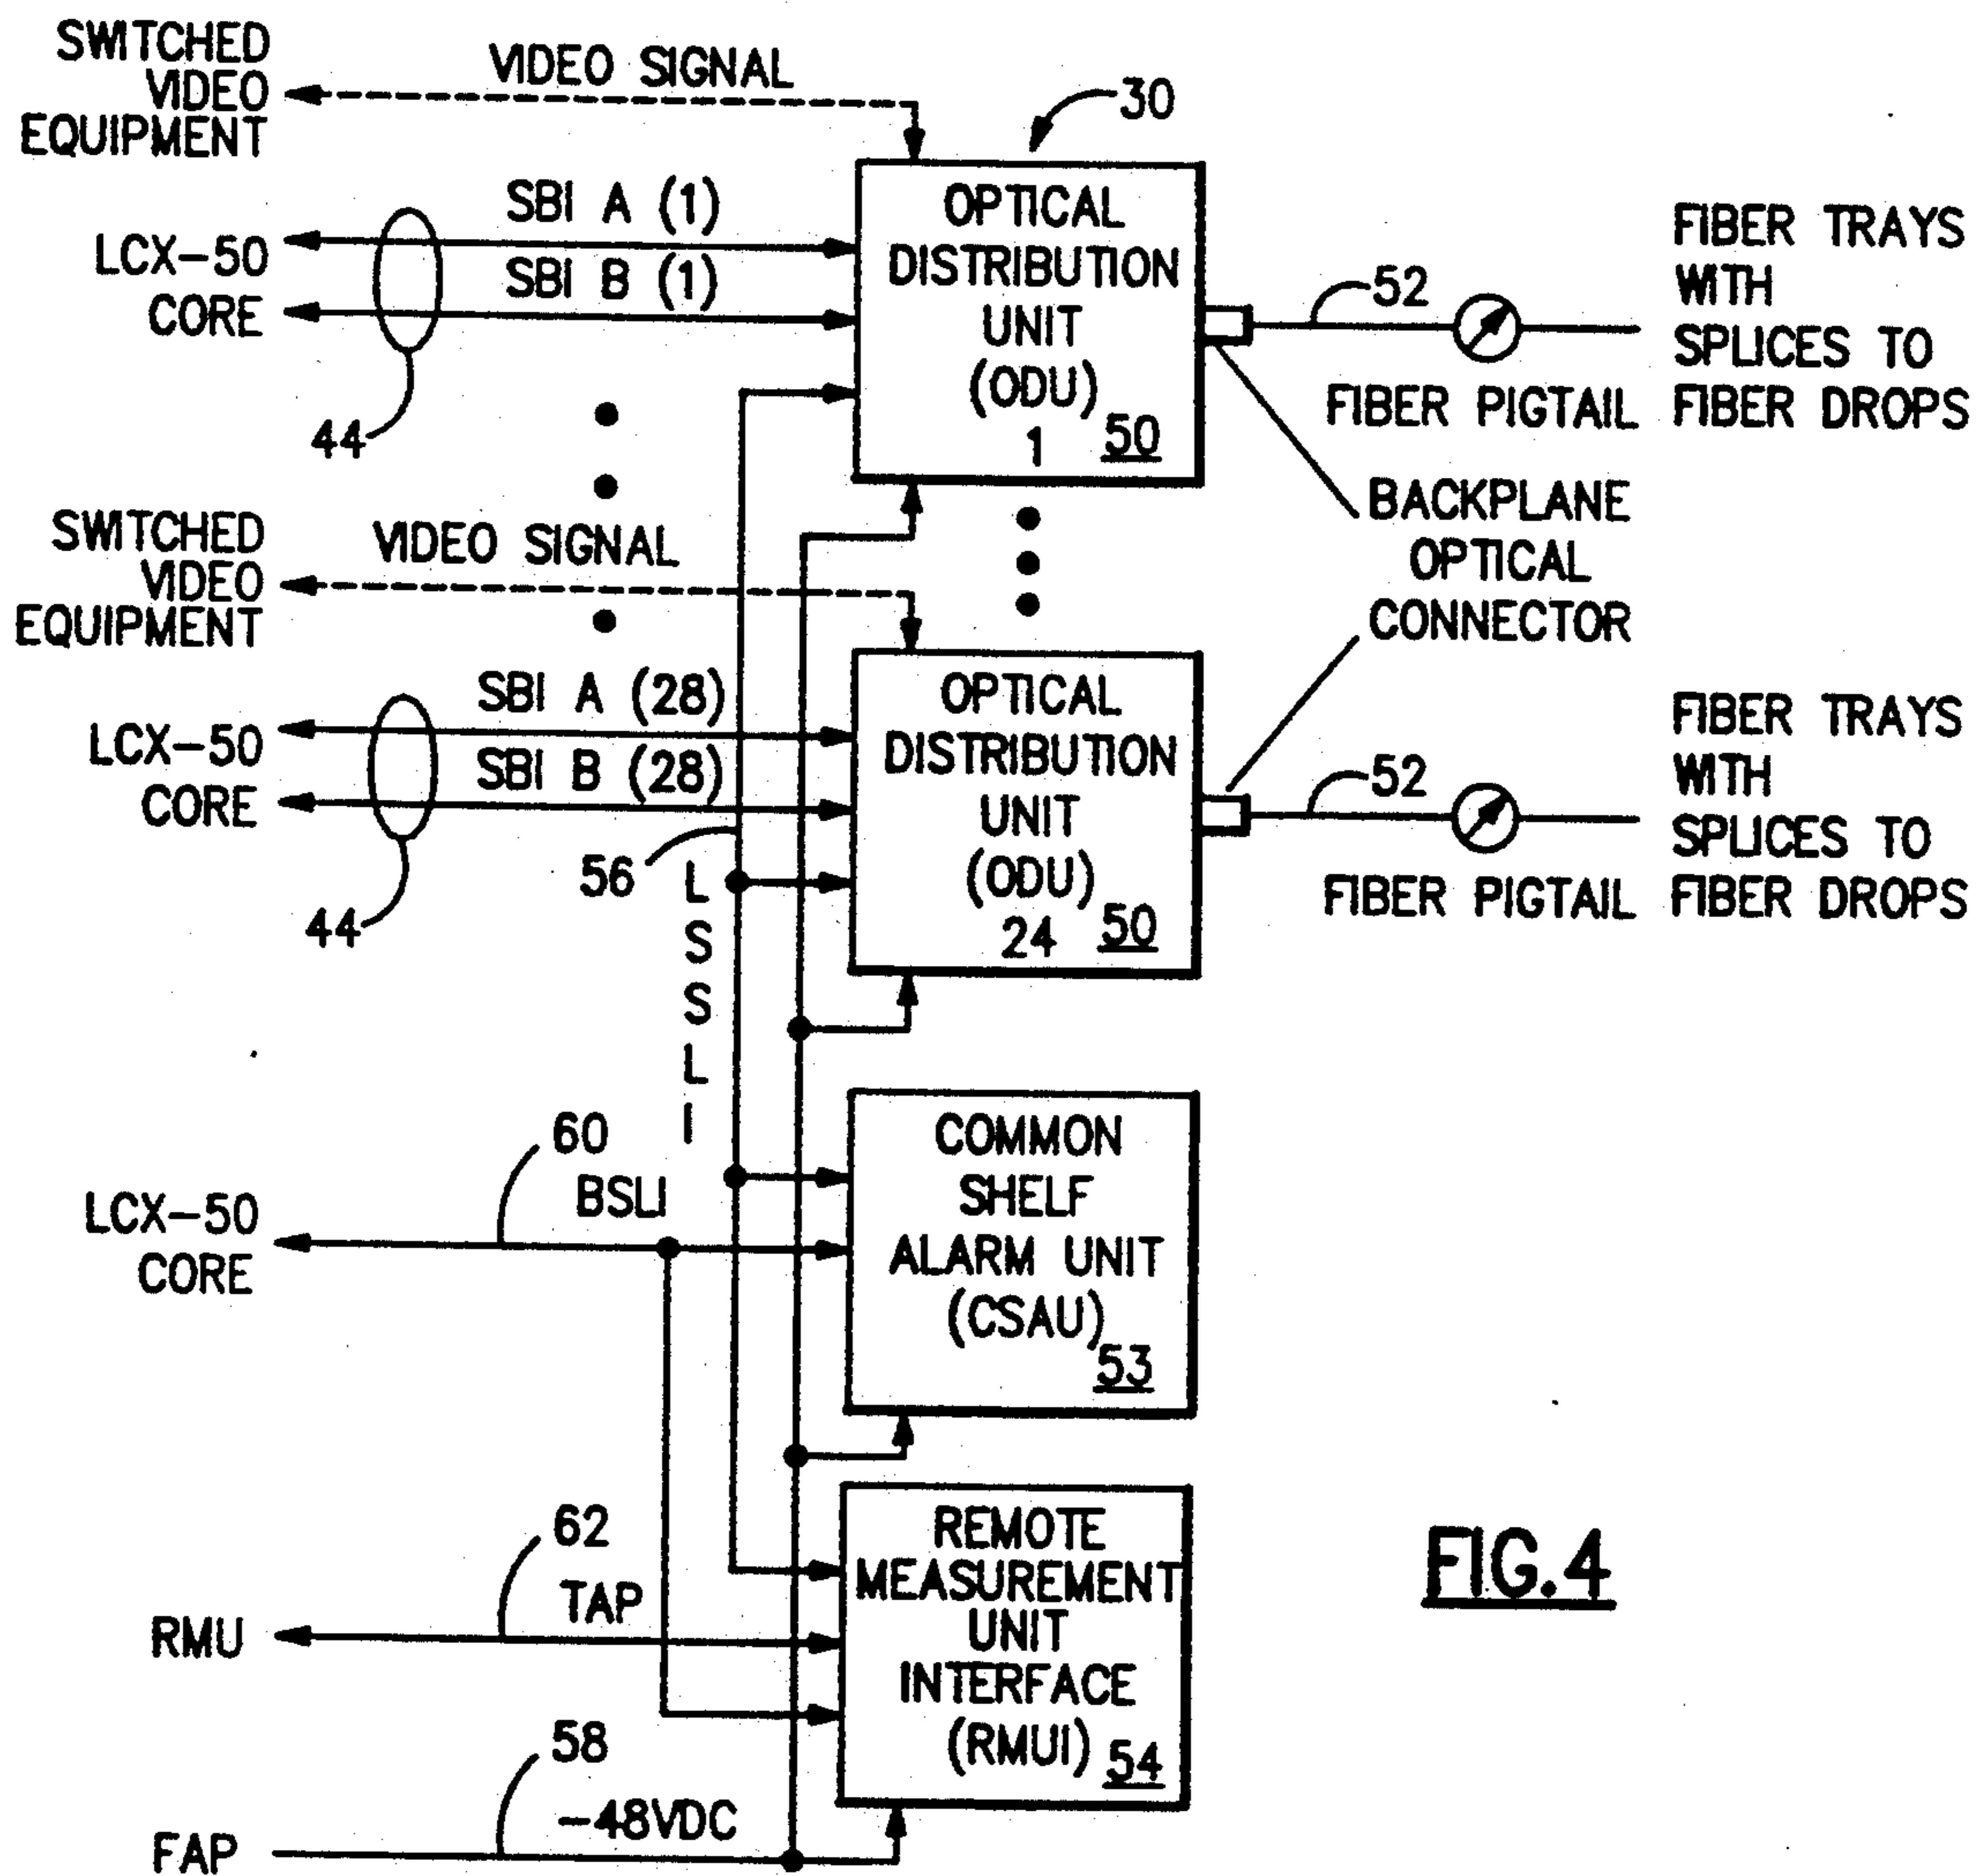 SWITCHED
VIDEO
EQUIPMENT
VIDEO SIGNAL
30
LCX-50
CORE
SBI A (1)
SBI B (1)
44
OPTICAL
DISTRIBUTION
UNIT
(ODU)
1 50
52
FIBER PIGTAIL
FIBER TRAYS
WITH
SPLICES TO
FIBER DROPS
BACKPLANE
OPTICAL
CONNECTOR
SWITCHED
VIDEO
EQUIPMENT
VIDEO SIGNAL
LCX-50
CORE
SBI A (28)
SBI B (28)
44
56
LSSLI
OPTICAL
DISTRIBUTION
UNIT
(ODU)
24 50
52
FIBER PIGTAIL
FIBER TRAYS
WITH
SPLICES TO
FIBER DROPS
LCX-50
CORE
60
BSLI
COMMON
SHELF
ALARM UNIT
(CSAU)
53
RMU
62
TAP
REMOTE
MEASUREMENT
UNIT
INTERFACE
(RMUI) 54
FAP
58
-48VDC
FIG.4